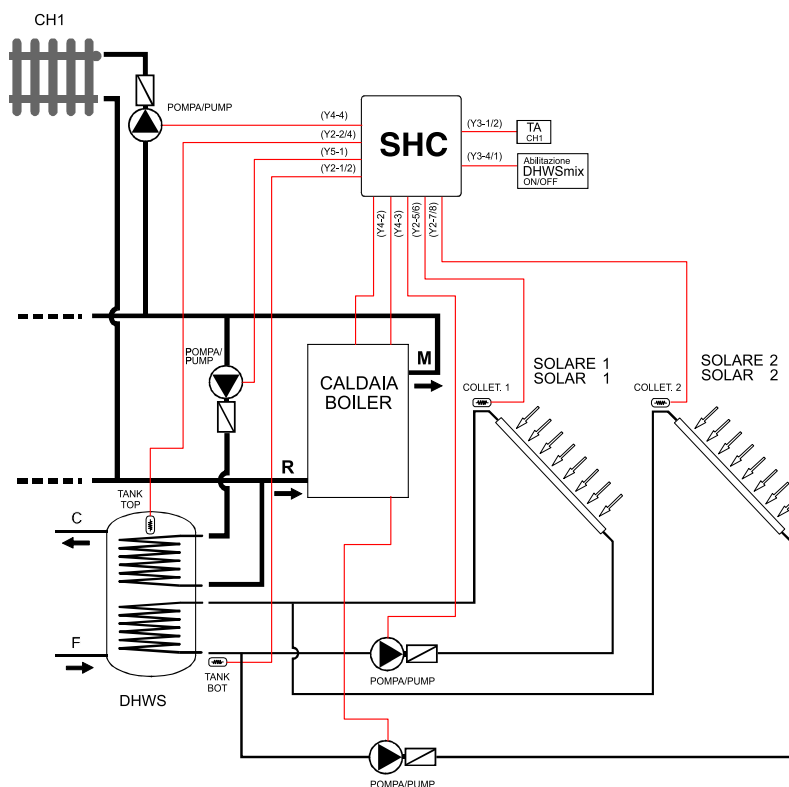 CH1
POMPA/PUMP
(Y4-4)
(Y2-2/4)
(Y5-1)
(Y2-1/2)
SHC
(Y3-1/2)
TA
CH1
(Y3-4/1)
Abilitazione
DHWSmix
ON/OFF
(Y4-2)
(Y4-3)
(Y2-5/6)
(Y2-7/8)
POMPA/
PUMP
M
CALDAIA
BOILER
SOLARE 1
SOLAR 1
COLLET. 1
SOLARE 2
SOLAR 2
COLLET. 2
R
TANK
TOP
C
F
TANK
BOT
DHWS
POMPA/PUMP
POMPA/PUMP